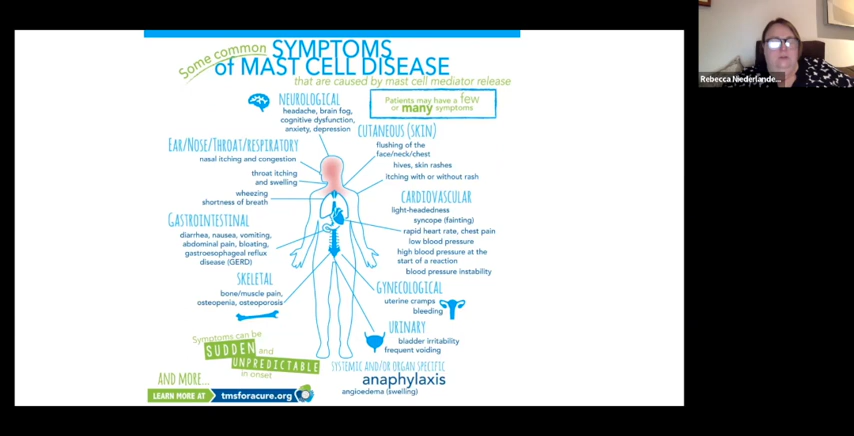 Some common SYMPTOMS
of MAST CELL DISEASE
that are caused by mast cell mediator release
NEUROLOGICAL
headache, brain fog,
cognitive dysfunction,
anxiety, depression
Patients may have a few
or many symptoms
CUTANEOUS (SKIN)
flushing of the
face/neck/chest
hives, skin rashes
itching with or without rash
EAR/NOSE/THROAT/RESPIRATORY
nasal itching and congestion
throat itching
and swelling
wheezing
shortness of breath
CARDIOVASCULAR
light-headedness
syncope (fainting)
rapid heart rate, chest pain
low blood pressure
high blood pressure at the
start of a reaction
blood pressure instability
GASTROINTESTINAL
diarrhea, nausea, vomiting,
abdominal pain, bloating,
gastroesophageal reflux
disease (GERD)
SKELETAL
bone/muscle pain,
osteopenia, osteoporosis
GYNECOLOGICAL
uterine cramps
bleeding
URINARY
bladder irritability
frequent voiding
Symptoms can be
SUDDEN and
UNPREDICTABLE
in onset
SYSTEMIC AND/OR ORGAN SPECIFIC
anaphylaxis
angioedema (swelling)
AND MORE...
LEARN MORE AT tmsforacure.org
Rebecca Niederlande...